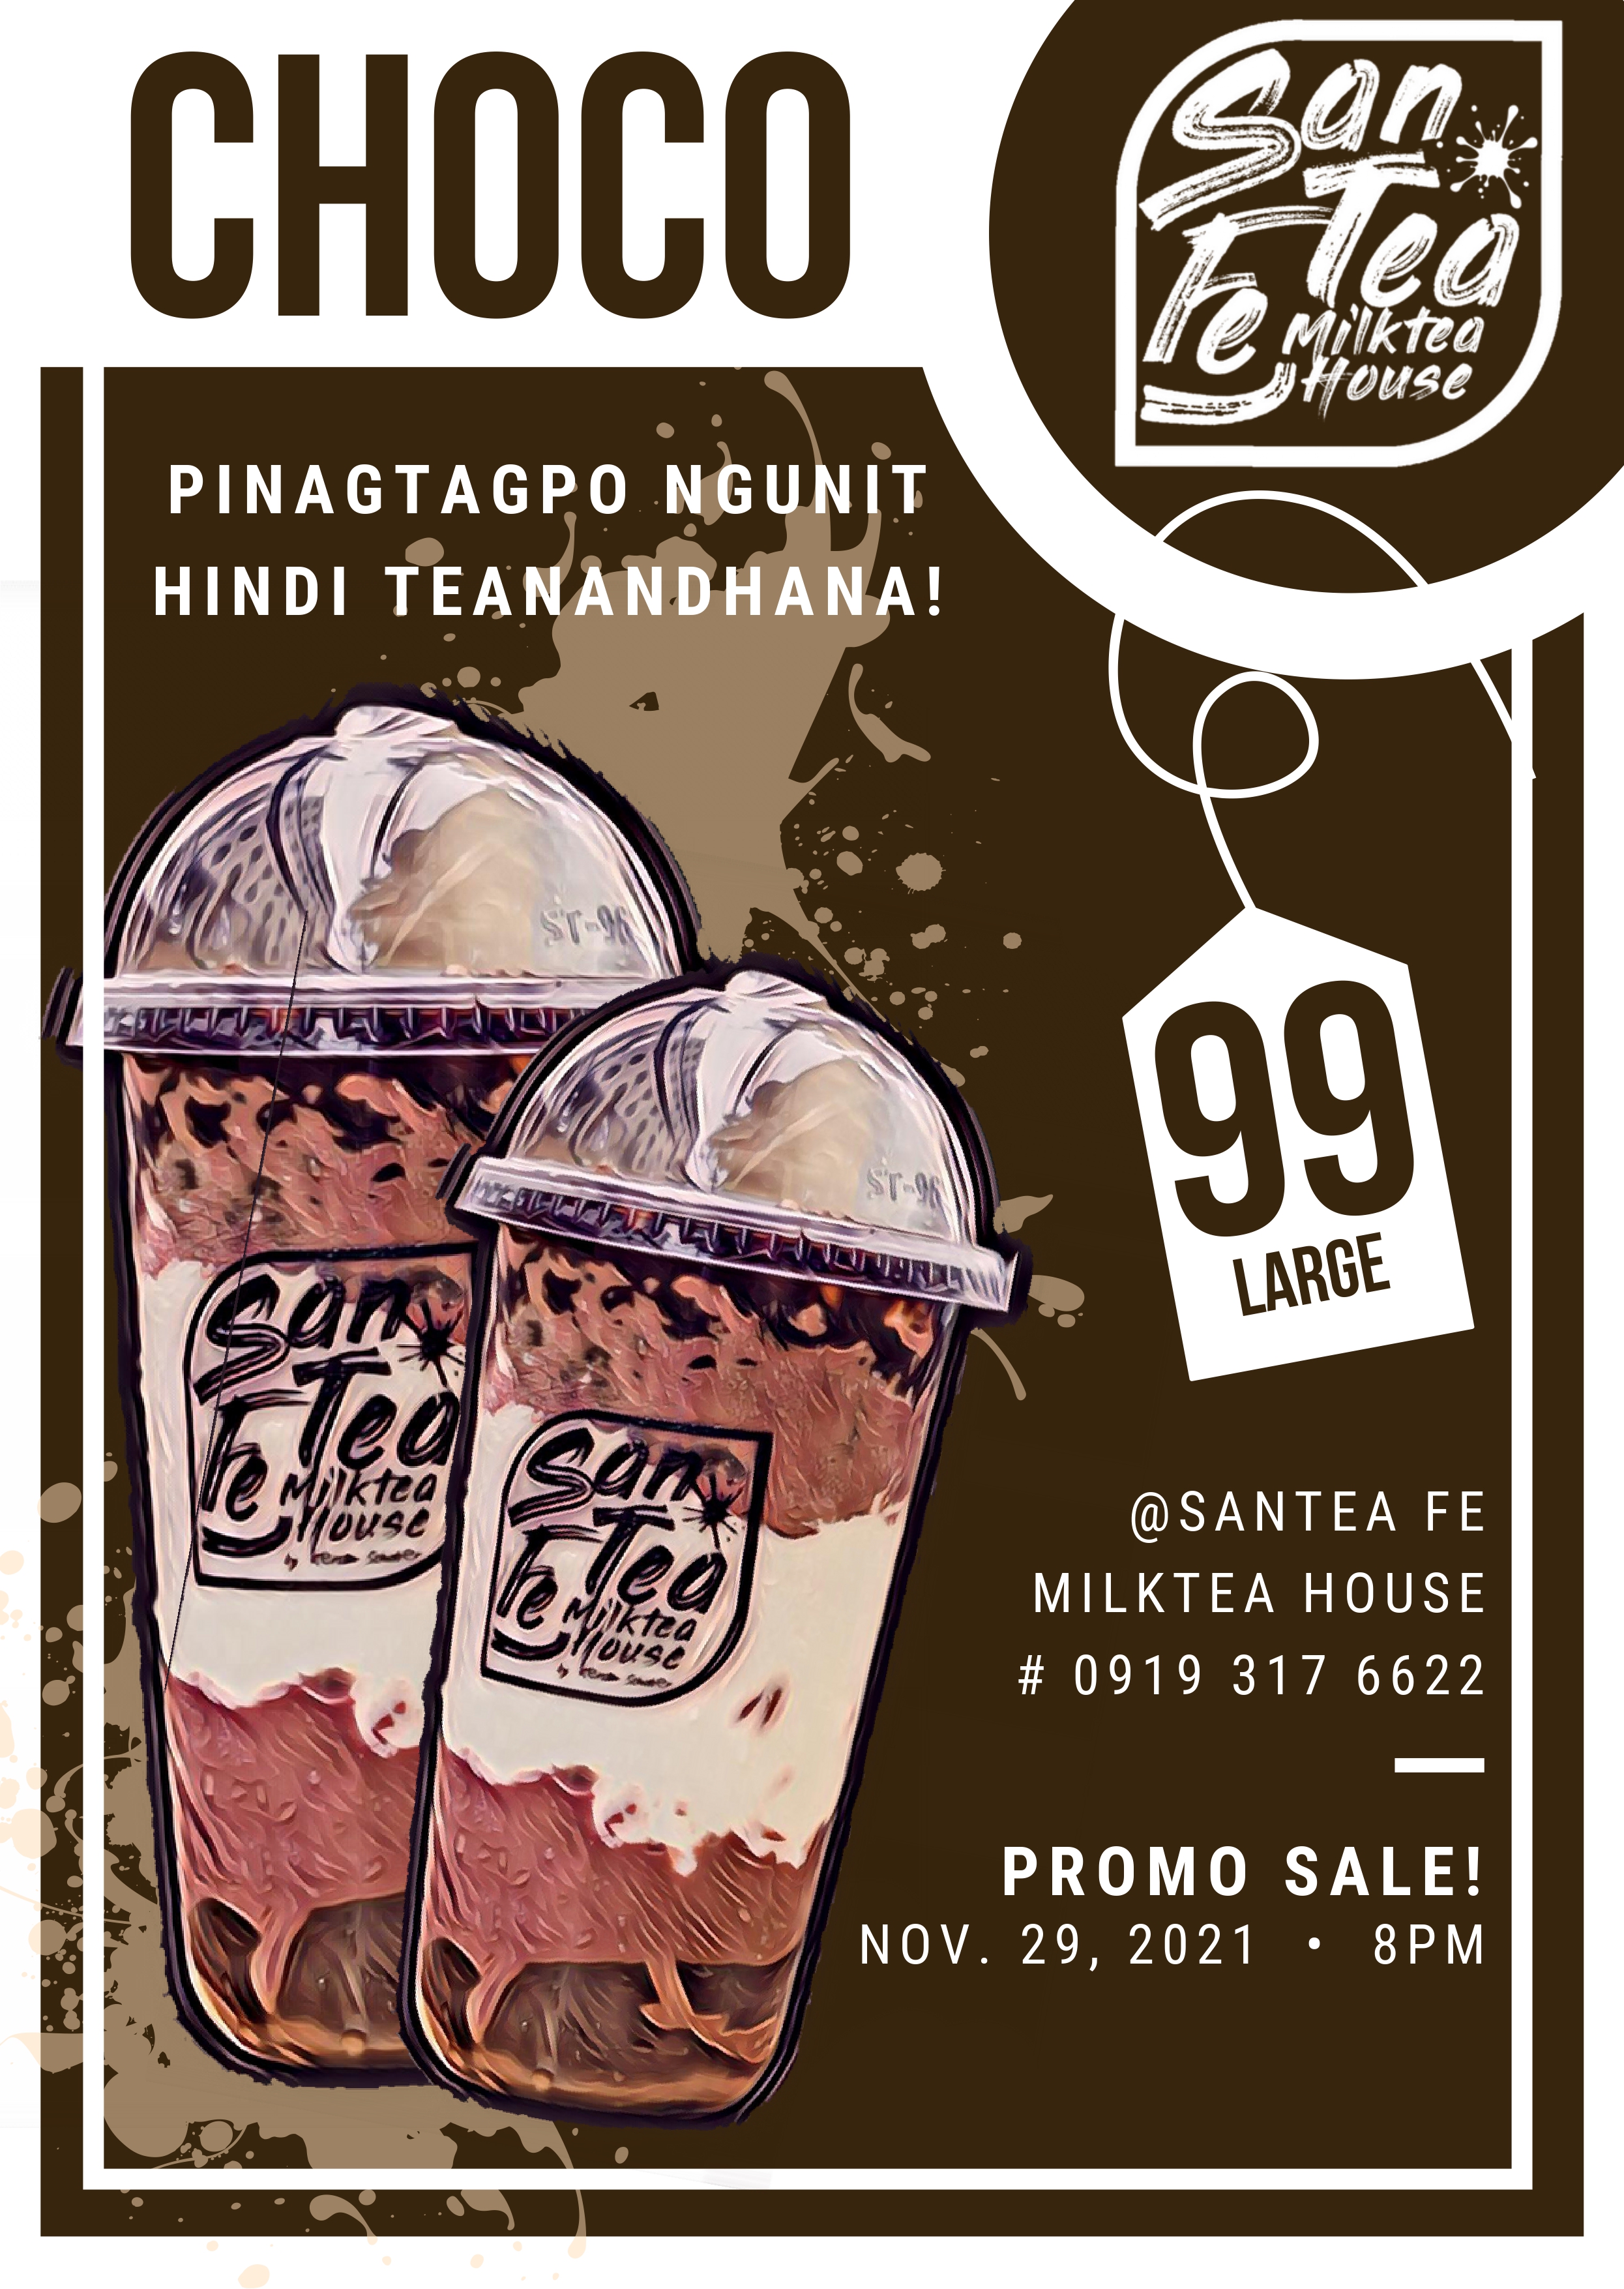 CHOCO
San
Tea
Fe
Milktea
House
PINAGTAGPO NGUNIT
HINDI TEANANDHANA!
99
LARGE
ST-96
ST-96
San
Tea
Fe
Milktea
House
San
Tea
Fe
Milktea
House
@SANTEA FE
MILKTEA HOUSE
# 0919 317 6622
PROMO SALE!
NOV. 29, 2021 • 8PM